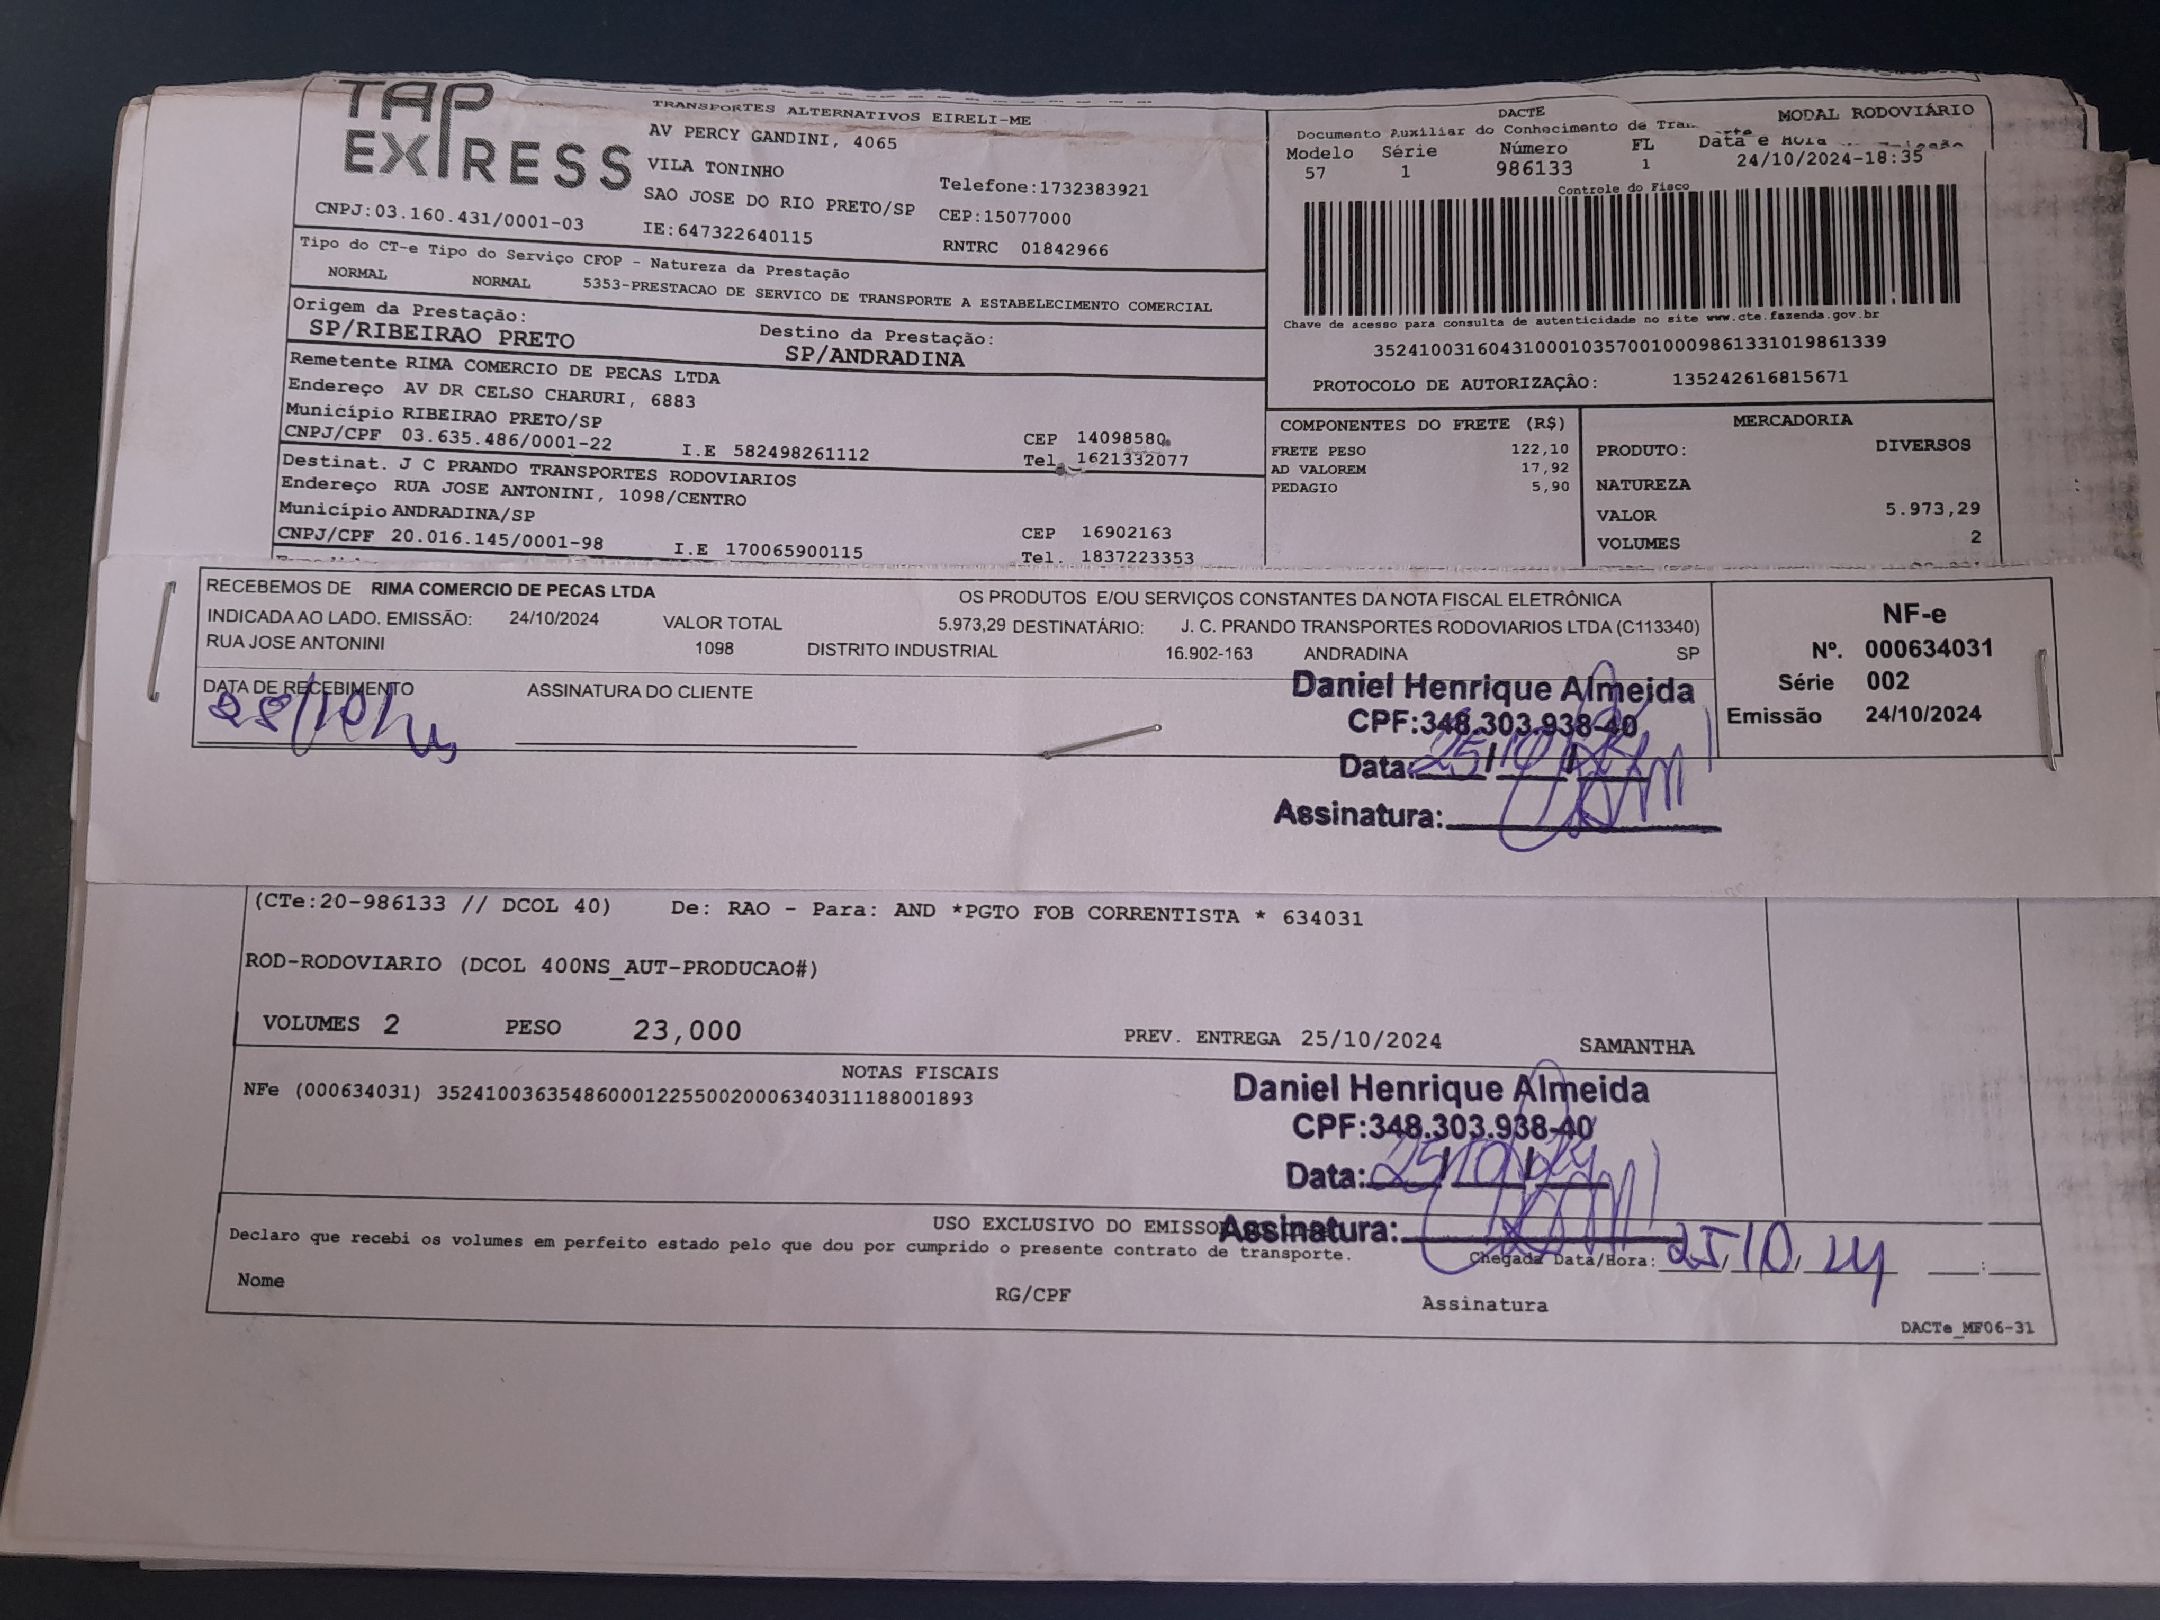 TAP EXPRESS
TRANSPORTES ALTERNATIVOS EIRELI-ME
AV PERCY GANDINI, 4065
VILA TONINHO
Telefone:1732383921
SAO JOSE DO RIO PRETO/SP CEP:15077000
CNPJ:03.160.431/0001-03 IE:647322640115 RNTRC 01842966
DACTE MODAL RODOVIÁRIO
Documento Auxiliar do Conhecimento de
Modelo Série Número FL Data e Hora
57 1 986133 1 24/10/2024-18:35
Controle do Fisco
Chave de acesso para consulta de autenticidade no site www.cte.fazenda.gov.br
35241003160431000103570010009861331019861339
PROTOCOLO DE AUTORIZAÇÃO: 135242616815671
Tipo do CT-e Tipo do Serviço CFOP - Natureza da Prestação
NORMAL NORMAL 5353-PRESTACAO DE SERVICO DE TRANSPORTE A ESTABELECIMENTO COMERCIAL
Origem da Prestação: Destino da Prestação:
SP/RIBEIRAO PRETO SP/ANDRADINA
Remetente RIMA COMERCIO DE PECAS LTDA
Endereço AV DR CELSO CHARURI, 6883
Município RIBEIRAO PRETO/SP CEP 14098580
CNPJ/CPF 03.635.486/0001-22 I.E 582498261112 Tel. 1621332077
Destinat. J C PRANDO TRANSPORTES RODOVIARIOS
Endereço RUA JOSE ANTONINI, 1098/CENTRO
Município ANDRADINA/SP CEP 16902163
CNPJ/CPF 20.016.145/0001-98 I.E 170065900115 Tel. 1837223353
COMPONENTES DO FRETE (R$)
FRETE PESO 122,10
AD VALOREM 17,92
PEDAGIO 5,90
MERCADORIA
PRODUTO: DIVERSOS
NATUREZA
VALOR 5.973,29
VOLUMES 2
RECEBEMOS DE RIMA COMERCIO DE PECAS LTDA OS PRODUTOS E/OU SERVIÇOS CONSTANTES DA NOTA FISCAL ELETRÔNICA
INDICADA AO LADO. EMISSÃO: 24/10/2024 VALOR TOTAL 5.973,29 DESTINATÁRIO: J. C. PRANDO TRANSPORTES RODOVIARIOS LTDA (C113340)
RUA JOSE ANTONINI 1098 DISTRITO INDUSTRIAL 16.902-163 ANDRADINA SP
NF-e
Nº. 000634031
Série 002
Emissão 24/10/2024
DATA DE RECEBIMENTO ASSINATURA DO CLIENTE
Daniel Henrique Almeida
CPF:348.303.938-40
Data: 25/10/24
Assinatura:
(CTe:20-986133 // DCOL 40) De: RAO - Para: AND *PGTO FOB CORRENTISTA * 634031
ROD-RODOVIARIO (DCOL 400NS_AUT-PRODUCAO#)
VOLUMES 2 PESO 23,000 PREV. ENTREGA 25/10/2024 SAMANTHA
NOTAS FISCAIS
NFe (000634031) 35241003635486000122550020006340311188001893
Daniel Henrique Almeida
CPF:348.303.938-40
Data: 25/10/24
Assinatura:
USO EXCLUSIVO DO EMISSOR
Declaro que recebi os volumes em perfeito estado pelo que dou por cumprido o presente contrato de transporte.
Chegada Data/Hora: 25/10/24 :
Nome RG/CPF Assinatura
DACTe_MF06-31